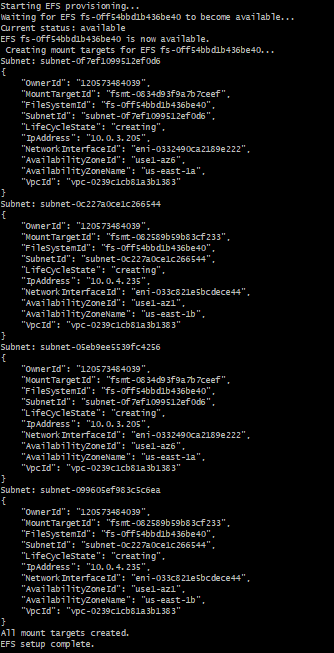 Starting EFS provisioning...
Waiting for EFS fs-0ff54bbd1b436be40 to become available...
Current status: available
EFS fs-0ff54bbd1b436be40 is now available.
Creating mount targets for EFS fs-0ff54bbd1b436be40...
Subnet: subnet-0f7ef1099512ef0d6
{
    "OwnerId": "120573484039",
    "MountTargetId": "fsmt-0834d93f9a7b7ceef",
    "FileSystemId": "fs-0ff54bbd1b436be40",
    "SubnetId": "subnet-0f7ef1099512ef0d6",
    "LifeCycleState": "creating",
    "IpAddress": "10.0.3.205",
    "NetworkInterfaceId": "eni-0332490ca2189e222",
    "AvailabilityZoneId": "use1-az6",
    "AvailabilityZoneName": "us-east-1a",
    "VpcId": "vpc-0239c1cb81a3b1383"
}
Subnet: subnet-0c227a0ce1c266544
{
    "OwnerId": "120573484039",
    "MountTargetId": "fsmt-082589b59b83cf233",
    "FileSystemId": "fs-0ff54bbd1b436be40",
    "SubnetId": "subnet-0c227a0ce1c266544",
    "LifeCycleState": "creating",
    "IpAddress": "10.0.4.235",
    "NetworkInterfaceId": "eni-033c821e5bcdece44",
    "AvailabilityZoneId": "use1-az1",
    "AvailabilityZoneName": "us-east-1b",
    "VpcId": "vpc-0239c1cb81a3b1383"
}
Subnet: subnet-05eb9ee5539fc4256
{
    "OwnerId": "120573484039",
    "MountTargetId": "fsmt-0834d93f9a7b7ceef",
    "FileSystemId": "fs-0ff54bbd1b436be40",
    "SubnetId": "subnet-0f7ef1099512ef0d6",
    "LifeCycleState": "creating",
    "IpAddress": "10.0.3.205",
    "NetworkInterfaceId": "eni-0332490ca2189e222",
    "AvailabilityZoneId": "use1-az6",
    "AvailabilityZoneName": "us-east-1a",
    "VpcId": "vpc-0239c1cb81a3b1383"
}
Subnet: subnet-099605ef983c5c6ea
{
    "OwnerId": "120573484039",
    "MountTargetId": "fsmt-082589b59b83cf233",
    "FileSystemId": "fs-0ff54bbd1b436be40",
    "SubnetId": "subnet-0c227a0ce1c266544",
    "LifeCycleState": "creating",
    "IpAddress": "10.0.4.235",
    "NetworkInterfaceId": "eni-033c821e5bcdece44",
    "AvailabilityZoneId": "use1-az1",
    "AvailabilityZoneName": "us-east-1b",
    "VpcId": "vpc-0239c1cb81a3b1383"
}
All mount targets created.
EFS setup complete.